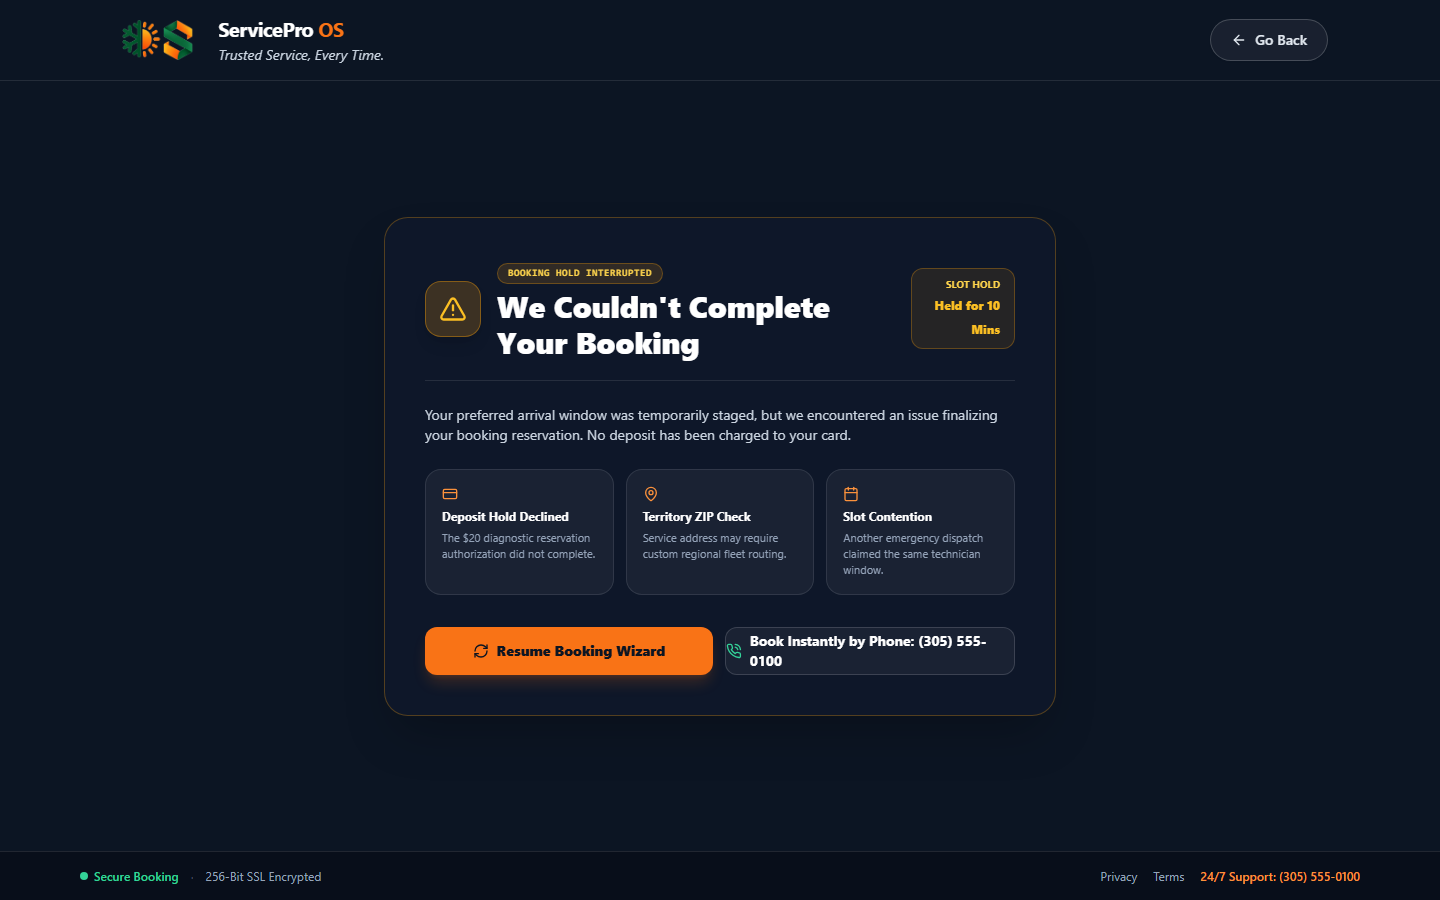 ServicePro OS
Trusted Service, Every Time.
Go Back
BOOKING HOLD INTERRUPTED
We Couldn't Complete
Your Booking
SLOT HOLD
Held for 10
Mins
Your preferred arrival window was temporarily staged, but we encountered an issue finalizing
your booking reservation. No deposit has been charged to your card.
Deposit Hold Declined
The $20 diagnostic reservation
authorization did not complete.
Territory ZIP Check
Service address may require
custom regional fleet routing.
Slot Contention
Another emergency dispatch
claimed the same technician
window.
Resume Booking Wizard
Book Instantly by Phone: (305) 555-
0100
Secure Booking · 256-Bit SSL Encrypted
Privacy Terms 24/7 Support: (305) 555-0100